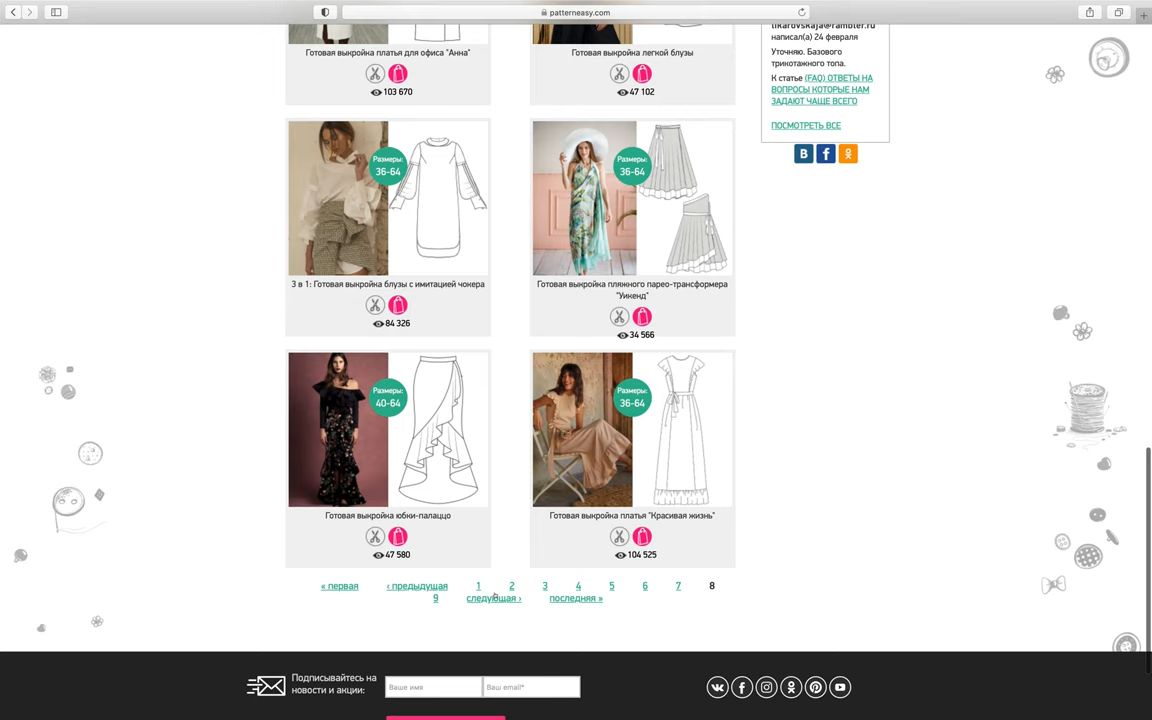 patterneasy.com
likarovskaja@rambler.ru
написал(а) 24 февраля
Уточняю. Базового
трикотажного топа.
К статье (FAQ) ОТВЕТЫ НА
ВОПРОСЫ КОТОРЫЕ НАМ
ЗАДАЮТ ЧАЩЕ ВСЕГО
ПОСМОТРЕТЬ ВСЕ
Готовая выкройка платья для офиса "Анна"
103 670
Готовая выкройка легкой блузы
47 102
Размеры:
36-64
3 в 1: Готовая выкройка блузы с имитацией чокера
84 326
Размеры:
36-64
Готовая выкройка пляжного парео-трансформера
"Уикенд"
34 566
Размеры:
40-64
Готовая выкройка юбки-палаццо
47 580
Размеры:
36-64
Готовая выкройка платья "Красивая жизнь"
104 525
« первая ‹ предыдущая 1 2 3 4 5 6 7 8
9 следующая › последняя »
Подписывайтесь на
новости и акции:
Ваше имя
Ваш email*